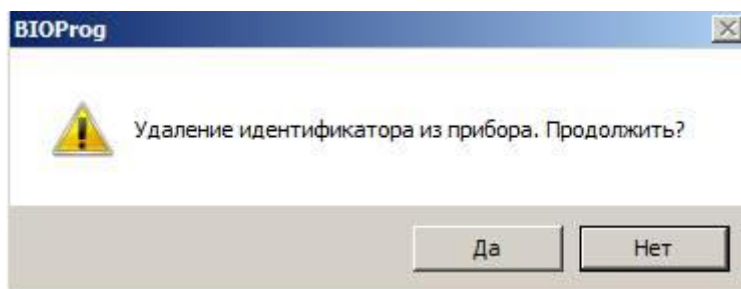 BIOProg
Удаление идентификатора из прибора. Продолжить?
Да
Нет